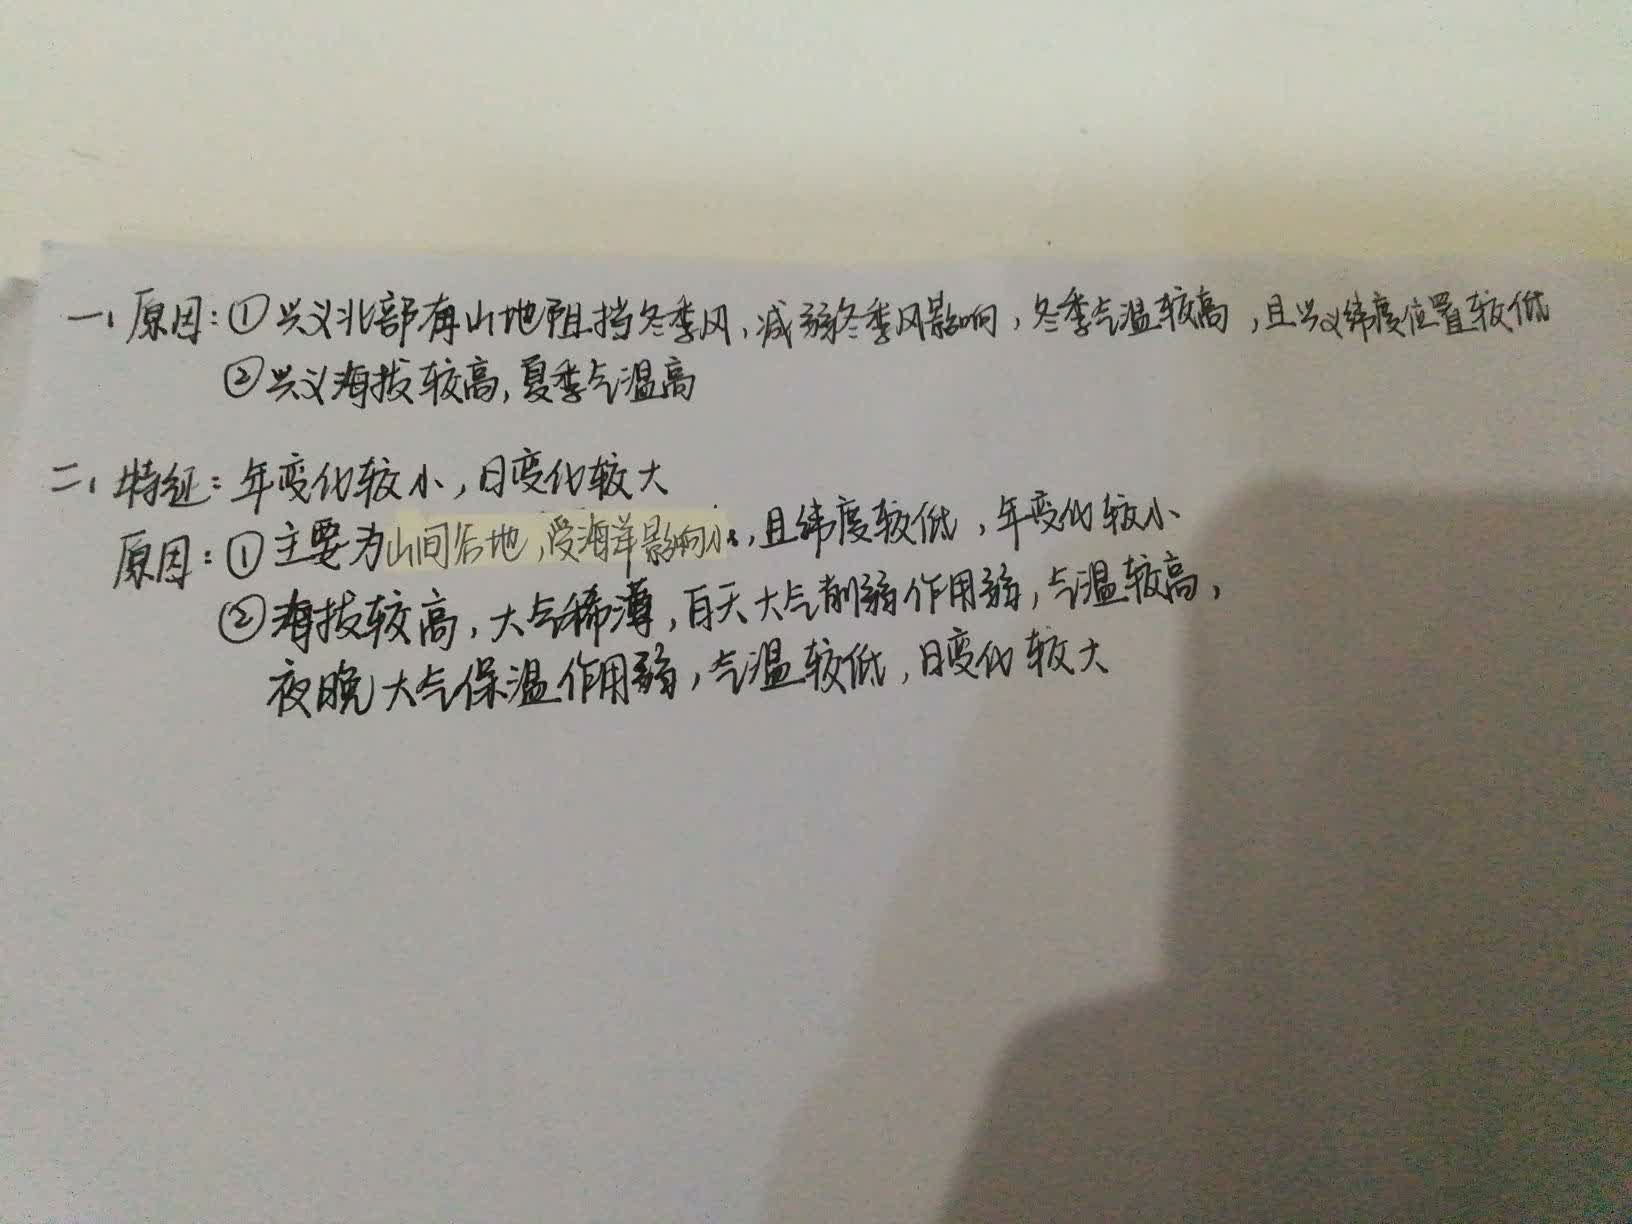 一、原因：①兴义北部有山地阻挡冬季风，减弱冬季风影响，冬季气温较高，且兴义纬度位置较低
②兴义海拔较高，夏季气温高
二、特征：年变化较小，日变化较大
原因：①主要为山间谷地，受海洋影响小，且纬度较低，年变化较小
②海拔较高，大气稀薄，白天大气削弱作用弱，气温较高，
夜晚大气保温作用弱，气温较低，日变化较大